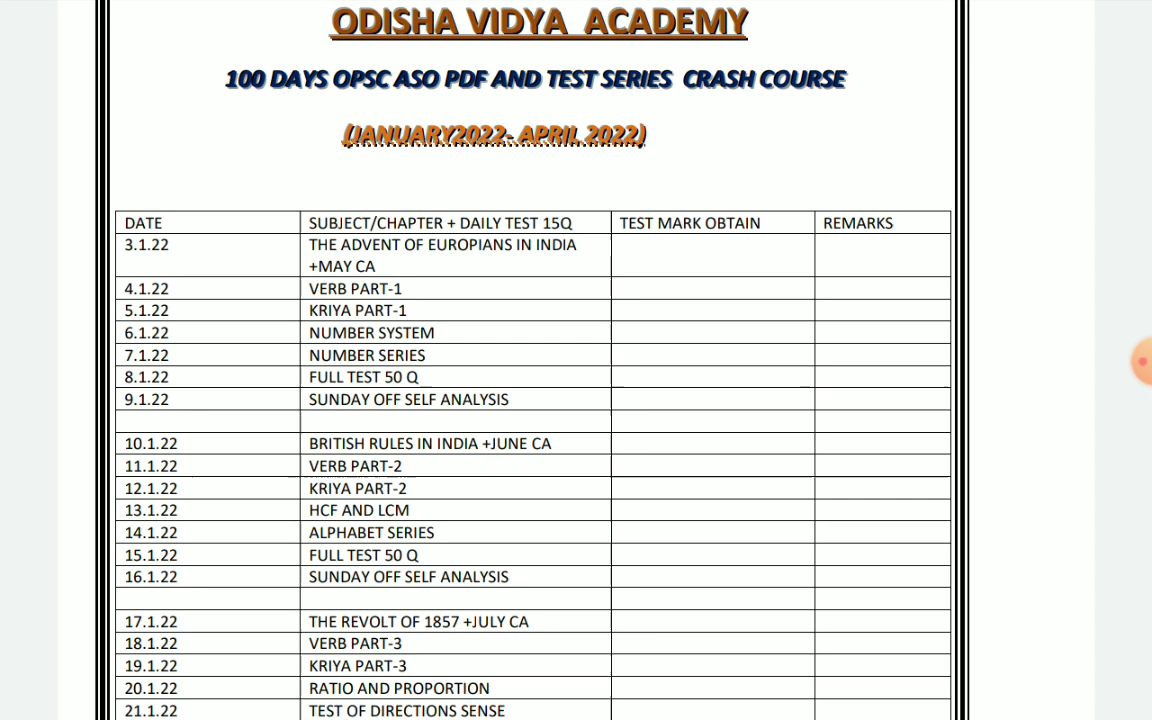 ODISHA VIDYA ACADEMY
100 DAYS OPSC ASO PDF AND TEST SERIES CRASH COURSE
(JANUARY2022- APRIL 2022)
DATE SUBJECT/CHAPTER + DAILY TEST 15Q TEST MARK OBTAIN REMARKS
3.1.22 THE ADVENT OF EUROPIANS IN INDIA
+MAY CA
4.1.22 VERB PART-1
5.1.22 KRIYA PART-1
6.1.22 NUMBER SYSTEM
7.1.22 NUMBER SERIES
8.1.22 FULL TEST 50 Q
9.1.22 SUNDAY OFF SELF ANALYSIS
10.1.22 BRITISH RULES IN INDIA +JUNE CA
11.1.22 VERB PART-2
12.1.22 KRIYA PART-2
13.1.22 HCF AND LCM
14.1.22 ALPHABET SERIES
15.1.22 FULL TEST 50 Q
16.1.22 SUNDAY OFF SELF ANALYSIS
17.1.22 THE REVOLT OF 1857 +JULY CA
18.1.22 VERB PART-3
19.1.22 KRIYA PART-3
20.1.22 RATIO AND PROPORTION
21.1.22 TEST OF DIRECTIONS SENSE